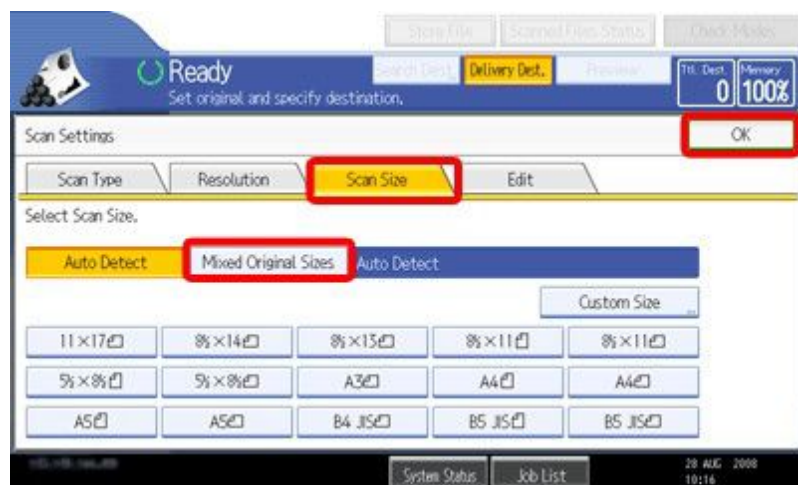 Store File Scanned Files Status Check Modes
Ready
Search Dest. Delivery Dest. Preview Ttl. Dest. Memory
Set original and specify destination. 0 100%
Scan Settings OK
Scan Type Resolution Scan Size Edit
Select Scan Size.
Auto Detect Mixed Original Sizes Auto Detect
Custom Size
11×17 8½×14 8½×13 8½×11 8½×11
5½×8½ 5½×8½ A3 A4 A4
A5 A5 B4 JIS B5 JIS B5 JIS
System Status Job List 28 AUG 2008
10:16